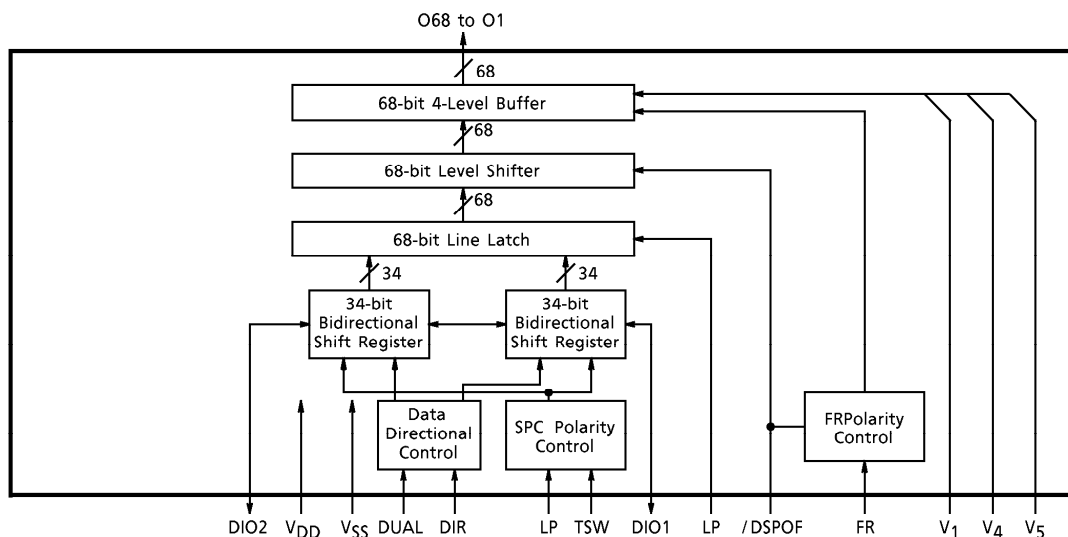 O68 to O1
68
68-bit 4-Level Buffer
68
68-bit Level Shifter
68
68-bit Line Latch
34
34
34-bit
Bidirectional
Shift Register
34-bit
Bidirectional
Shift Register
Data
Directional
Control
SPC Polarity
Control
FRPolarity
Control
DIO2
VDD
VSS
DUAL
DIR
LP
TSW
DIO1
LP
/DSPOF
FR
V1
V4
V5